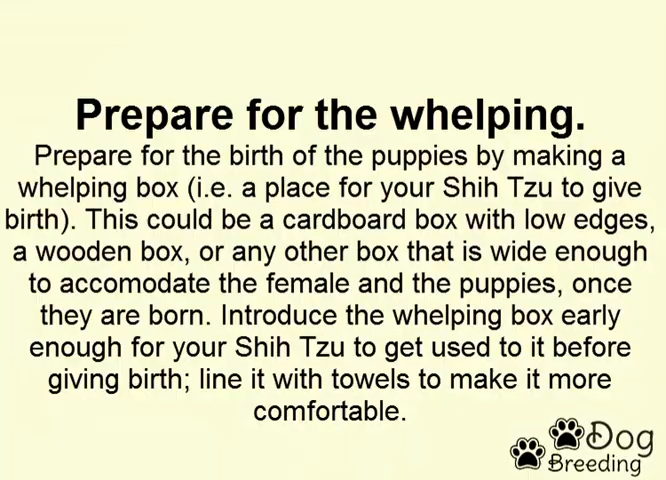 Prepare for the whelping.
Prepare for the birth of the puppies by making a
whelping box (i.e. a place for your Shih Tzu to give
birth). This could be a cardboard box with low edges,
a wooden box, or any other box that is wide enough
to accomodate the female and the puppies, once
they are born. Introduce the whelping box early
enough for your Shih Tzu to get used to it before
giving birth; line it with towels to make it more
comfortable.
Dog
Breeding